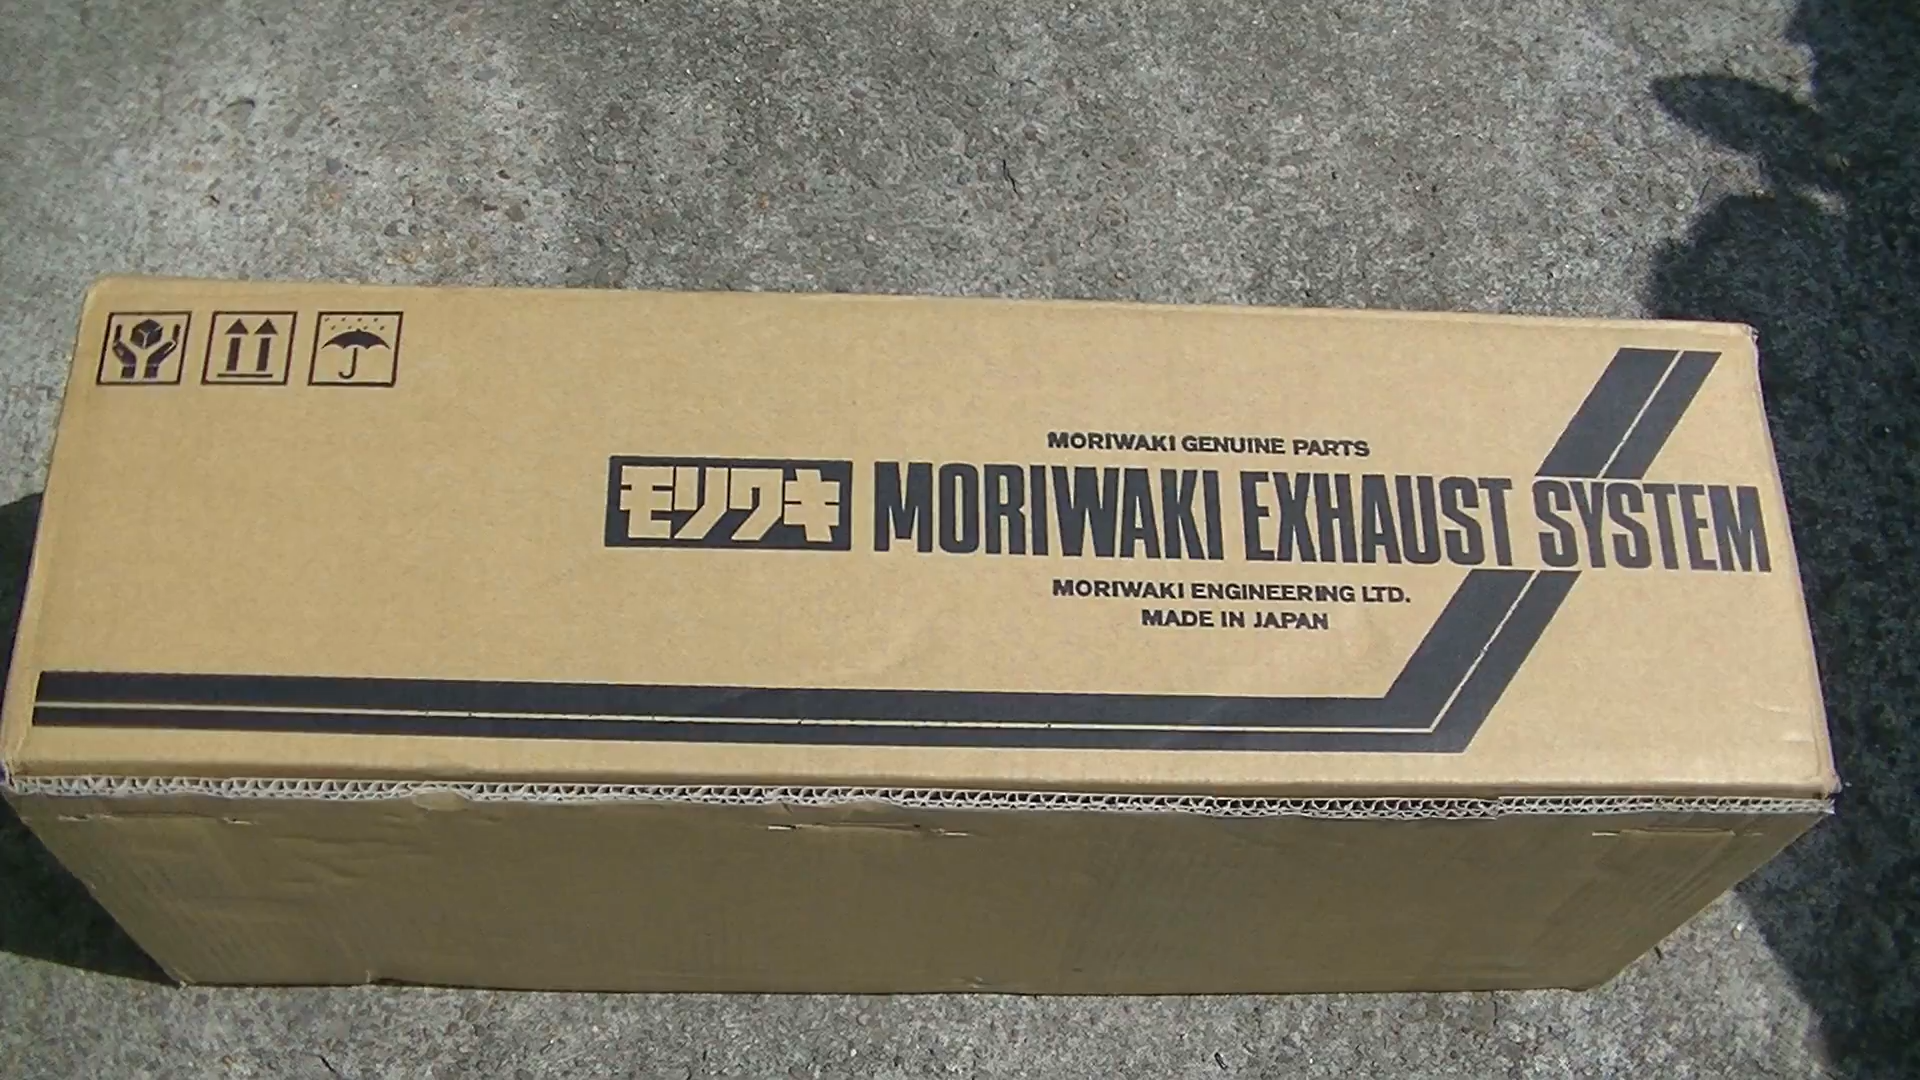 MORIWAKI GENUINE PARTS
モリワキ MORIWAKI EXHAUST SYSTEM
MORIWAKI ENGINEERING LTD.
MADE IN JAPAN